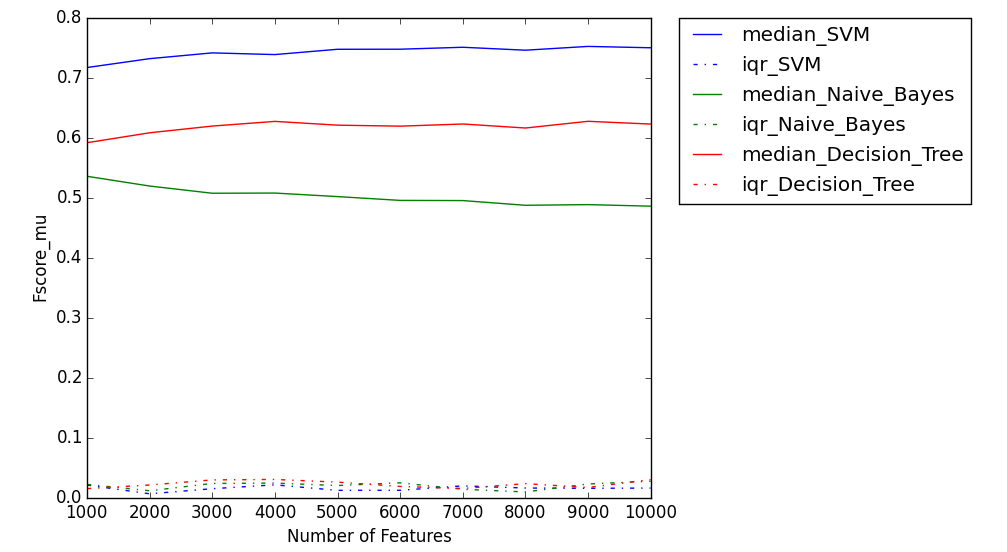 0.8
0.7
0.6
0.5
0.4
0.3
0.2
0.1
0.0
Fscore_mu
1000 2000 3000 4000 5000 6000 7000 8000 9000 10000
Number of Features
median_SVM
iqr_SVM
median_Naive_Bayes
iqr_Naive_Bayes
median_Decision_Tree
iqr_Decision_Tree